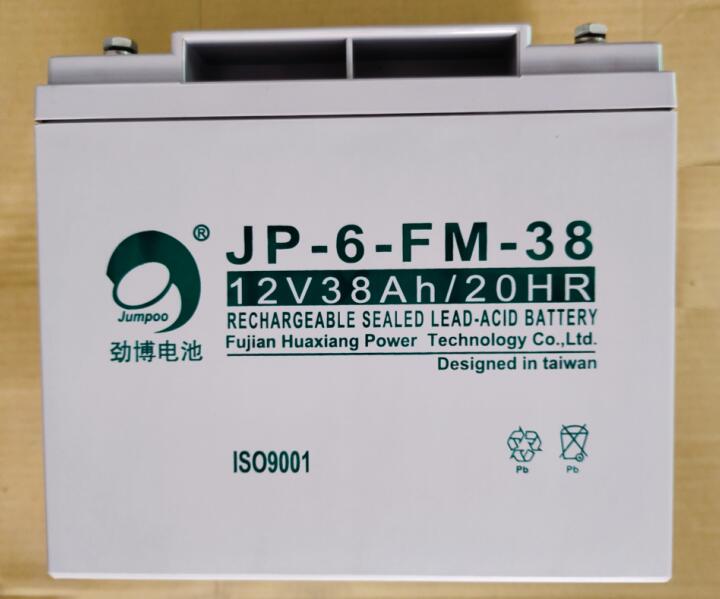 ®
JP-6-FM-38
12V38Ah/20HR
RECHARGEABLE SEALED LEAD-ACID BATTERY
Fujian Huaxiang Power Technology Co.,Ltd.
Designed in taiwan
Jumpoo
劲博电池
ISO9001
Pb
Pb